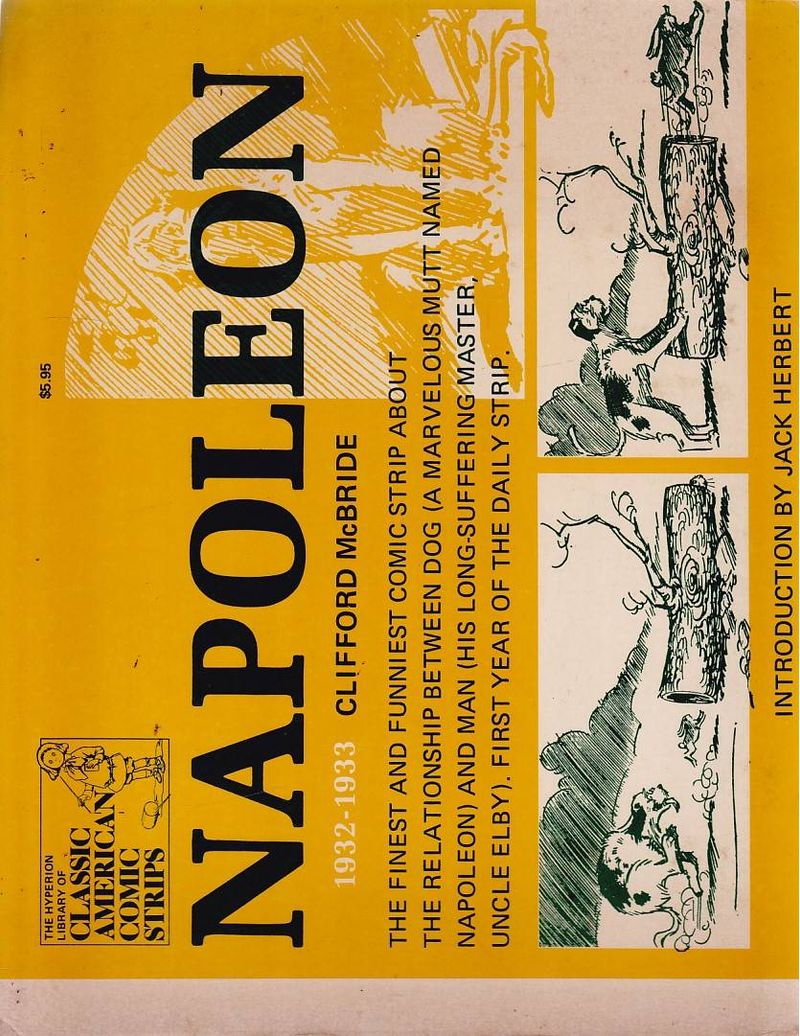 $5.95
THE HYPERION
LIBRARY OF
CLASSIC
AMERICAN
COMIC
STRIPS
NAPOLEON
1932-1933 CLIFFORD McBRIDE
THE FINEST AND FUNNIEST COMIC STRIP ABOUT
THE RELATIONSHIP BETWEEN DOG (A MARVELOUS MUTT NAMED
NAPOLEON) AND MAN (HIS LONG-SUFFERING MASTER,
UNCLE ELBY). FIRST YEAR OF THE DAILY STRIP.
INTRODUCTION BY JACK HERBERT